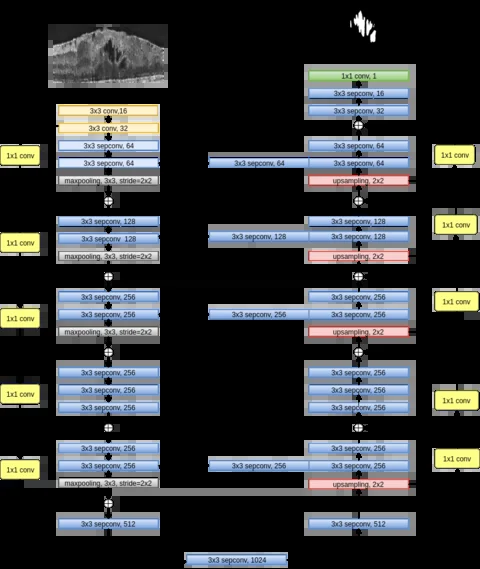 1x1 conv, 1
3x3 sepconv, 16
3x3 sepconv, 32
3x3 conv,16
3x3 conv, 32
3x3 sepconv, 64
3x3 sepconv, 64
maxpooling, 3x3, stride=2x2
1x1 conv
3x3 sepconv, 64
3x3 sepconv, 64
3x3 sepconv, 64
upsampling, 2x2
1x1 conv
3x3 sepconv, 128
3x3 sepconv 128
maxpooling, 3x3, stride=2x2
1x1 conv
3x3 sepconv, 128
3x3 sepconv, 128
3x3 sepconv, 128
upsampling, 2x2
1x1 conv
3x3 sepconv, 256
3x3 sepconv, 256
maxpooling, 3x3, stride=2x2
1x1 conv
3x3 sepconv, 256
3x3 sepconv, 256
3x3 sepconv, 256
upsampling, 2x2
1x1 conv
3x3 sepconv, 256
3x3 sepconv, 256
3x3 sepconv, 256
1x1 conv
3x3 sepconv, 256
3x3 sepconv, 256
3x3 sepconv, 256
1x1 conv
3x3 sepconv, 256
3x3 sepconv, 256
maxpooling, 3x3, stride=2x2
1x1 conv
3x3 sepconv, 256
3x3 sepconv, 256
3x3 sepconv, 256
upsampling, 2x2
1x1 conv
3x3 sepconv, 512
3x3 sepconv, 512
3x3 sepconv, 1024